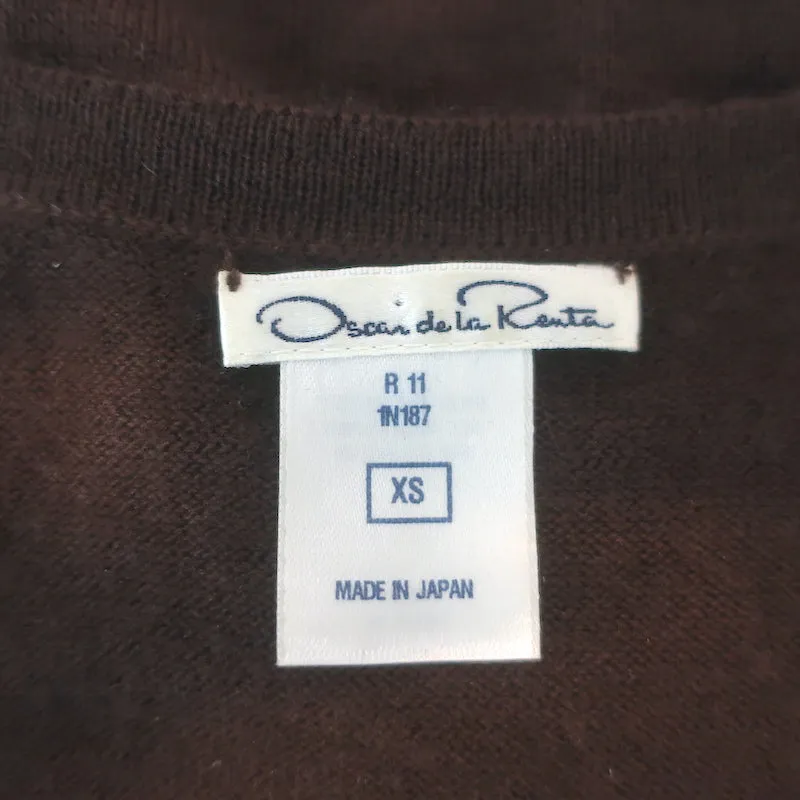 Oscar de la Renta
R 11
1N187
XS
MADE IN JAPAN